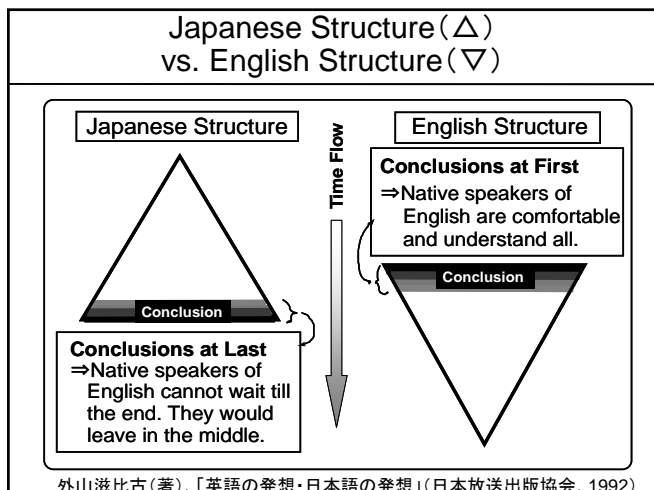 Japanese Structure(△)
vs. English Structure(▽)
Japanese Structure
Conclusion
Conclusions at Last
⇒Native speakers of
English cannot wait till
the end. They would
leave in the middle.
Time Flow
English Structure
Conclusions at First
⇒Native speakers of
English are comfortable
and understand all.
Conclusion
外山滋比古(著),「英語の発想・日本語の発想」(日本放送出版協会, 1992)